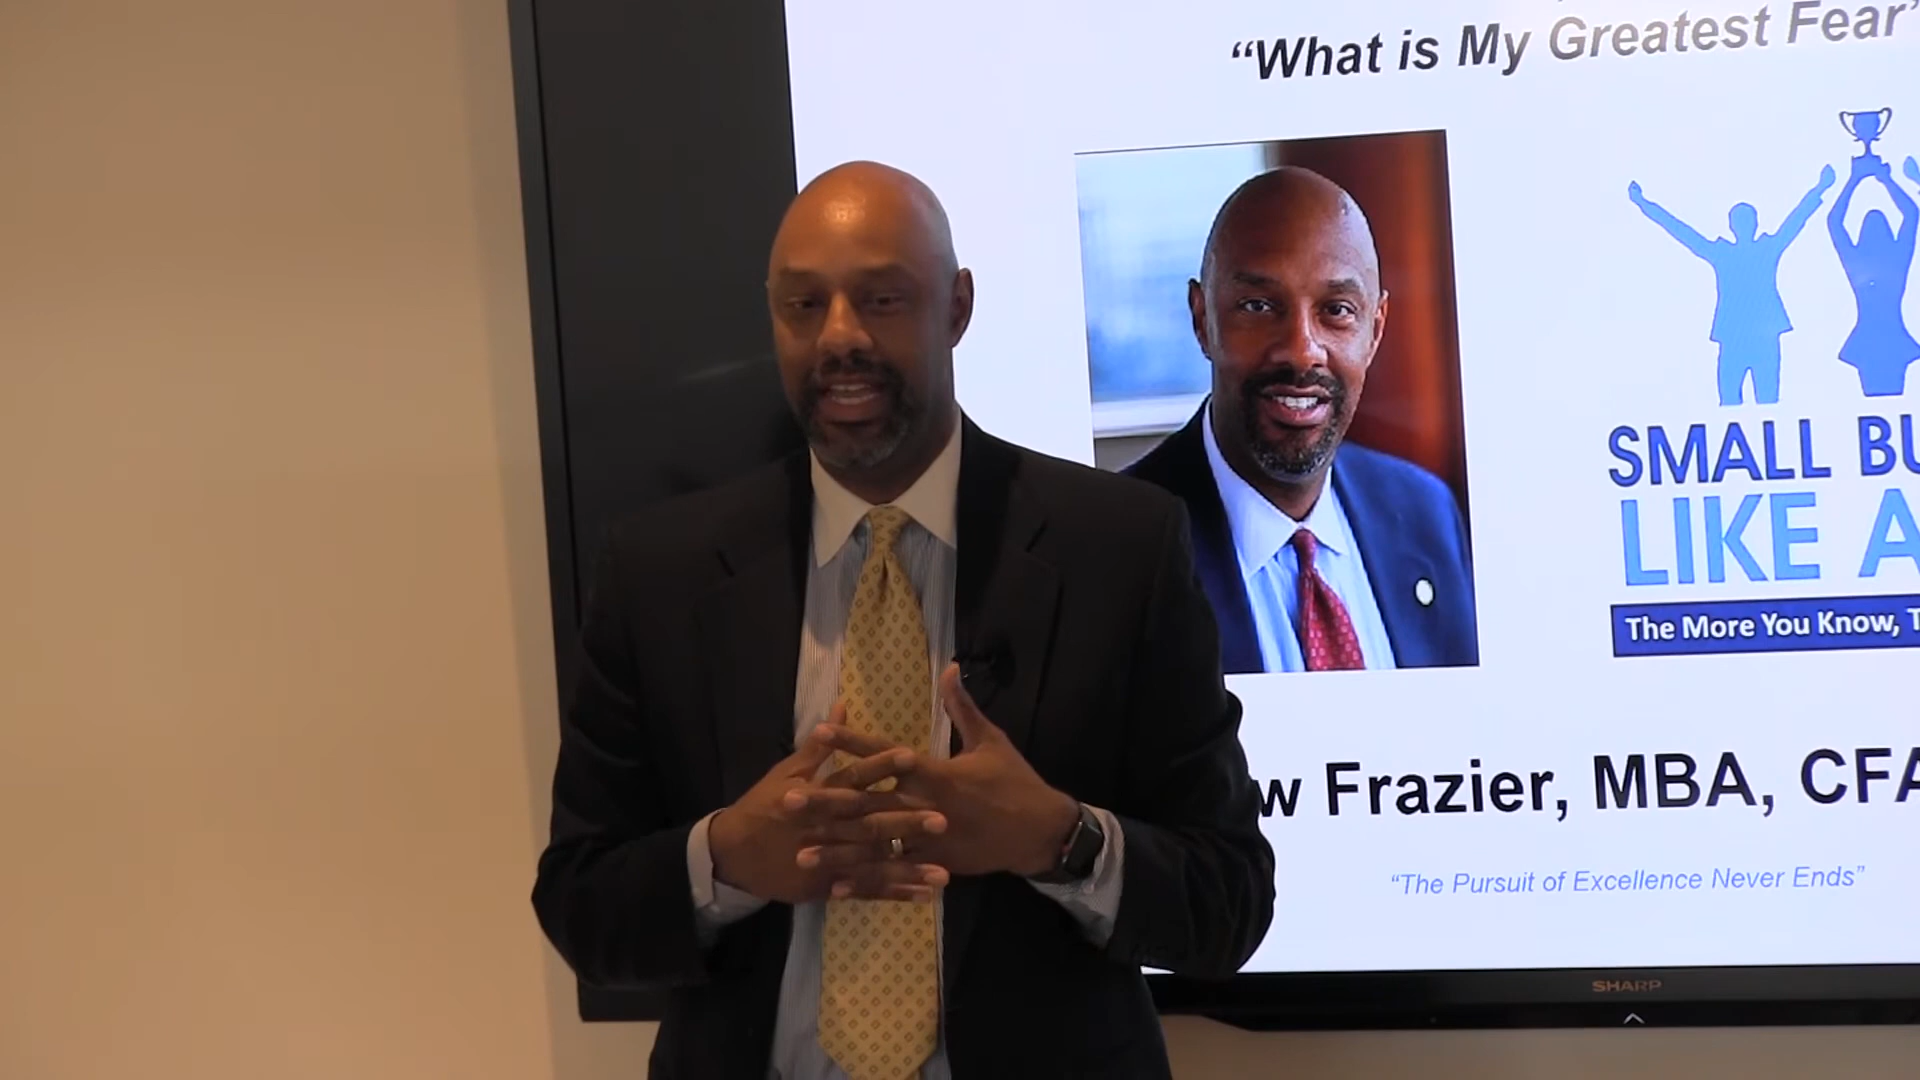 “What is My Greatest Fear”
SMALL BU
LIKE A
The More You Know, T
w Frazier, MBA, CFA
“The Pursuit of Excellence Never Ends”
SHARP